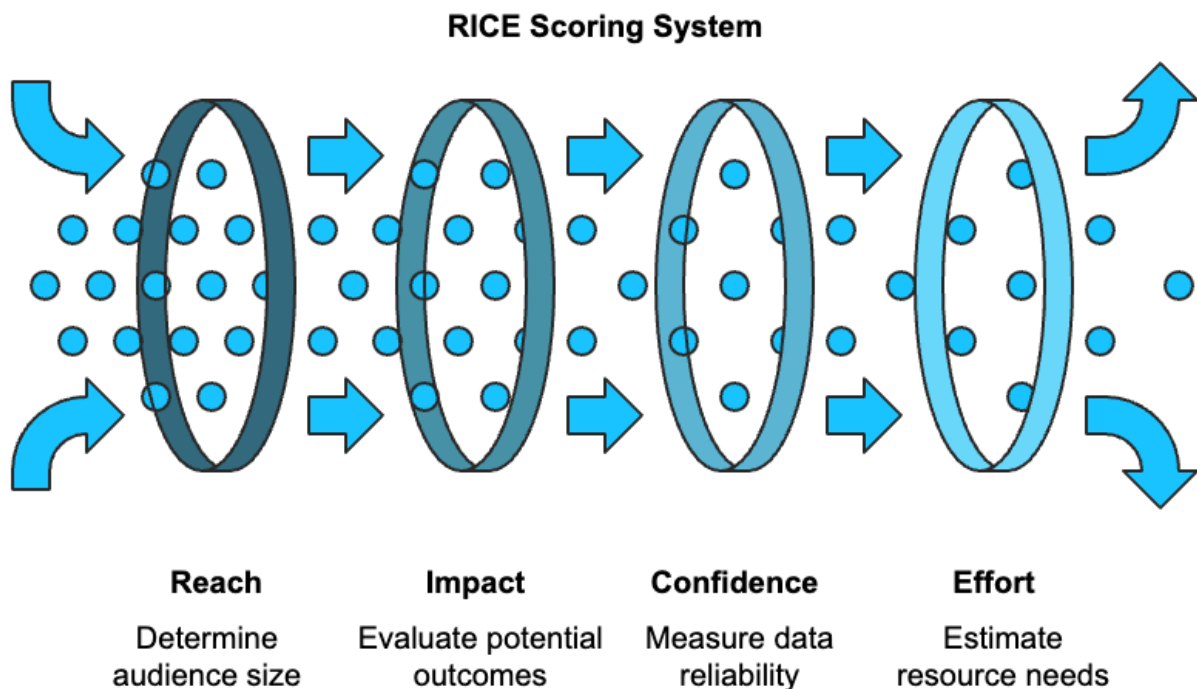 RICE Scoring System
Reach
Determine
audience size
Impact
Evaluate potential
outcomes
Confidence
Measure data
reliability
Effort
Estimate
resource needs